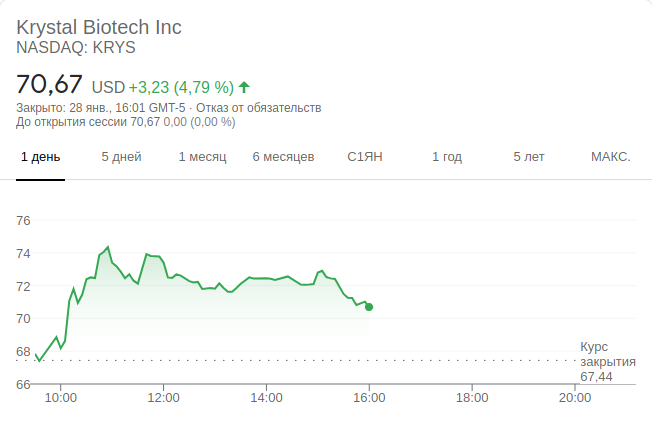 Krystal Biotech Inc
NASDAQ: KRYS
70,67 USD +3,23 (4,79 %) ↑
Закрыто: 28 янв., 16:01 GMT-5 · Отказ от обязательств
До открытия сессии 70,67 0,00 (0,00 %)
1 день 5 дней 1 месяц 6 месяцев С1ЯН 1 год 5 лет МАКС.
76
74
72
70
68
66
Курс
закрытия
67,44
10:00 12:00 14:00 16:00 18:00 20:00